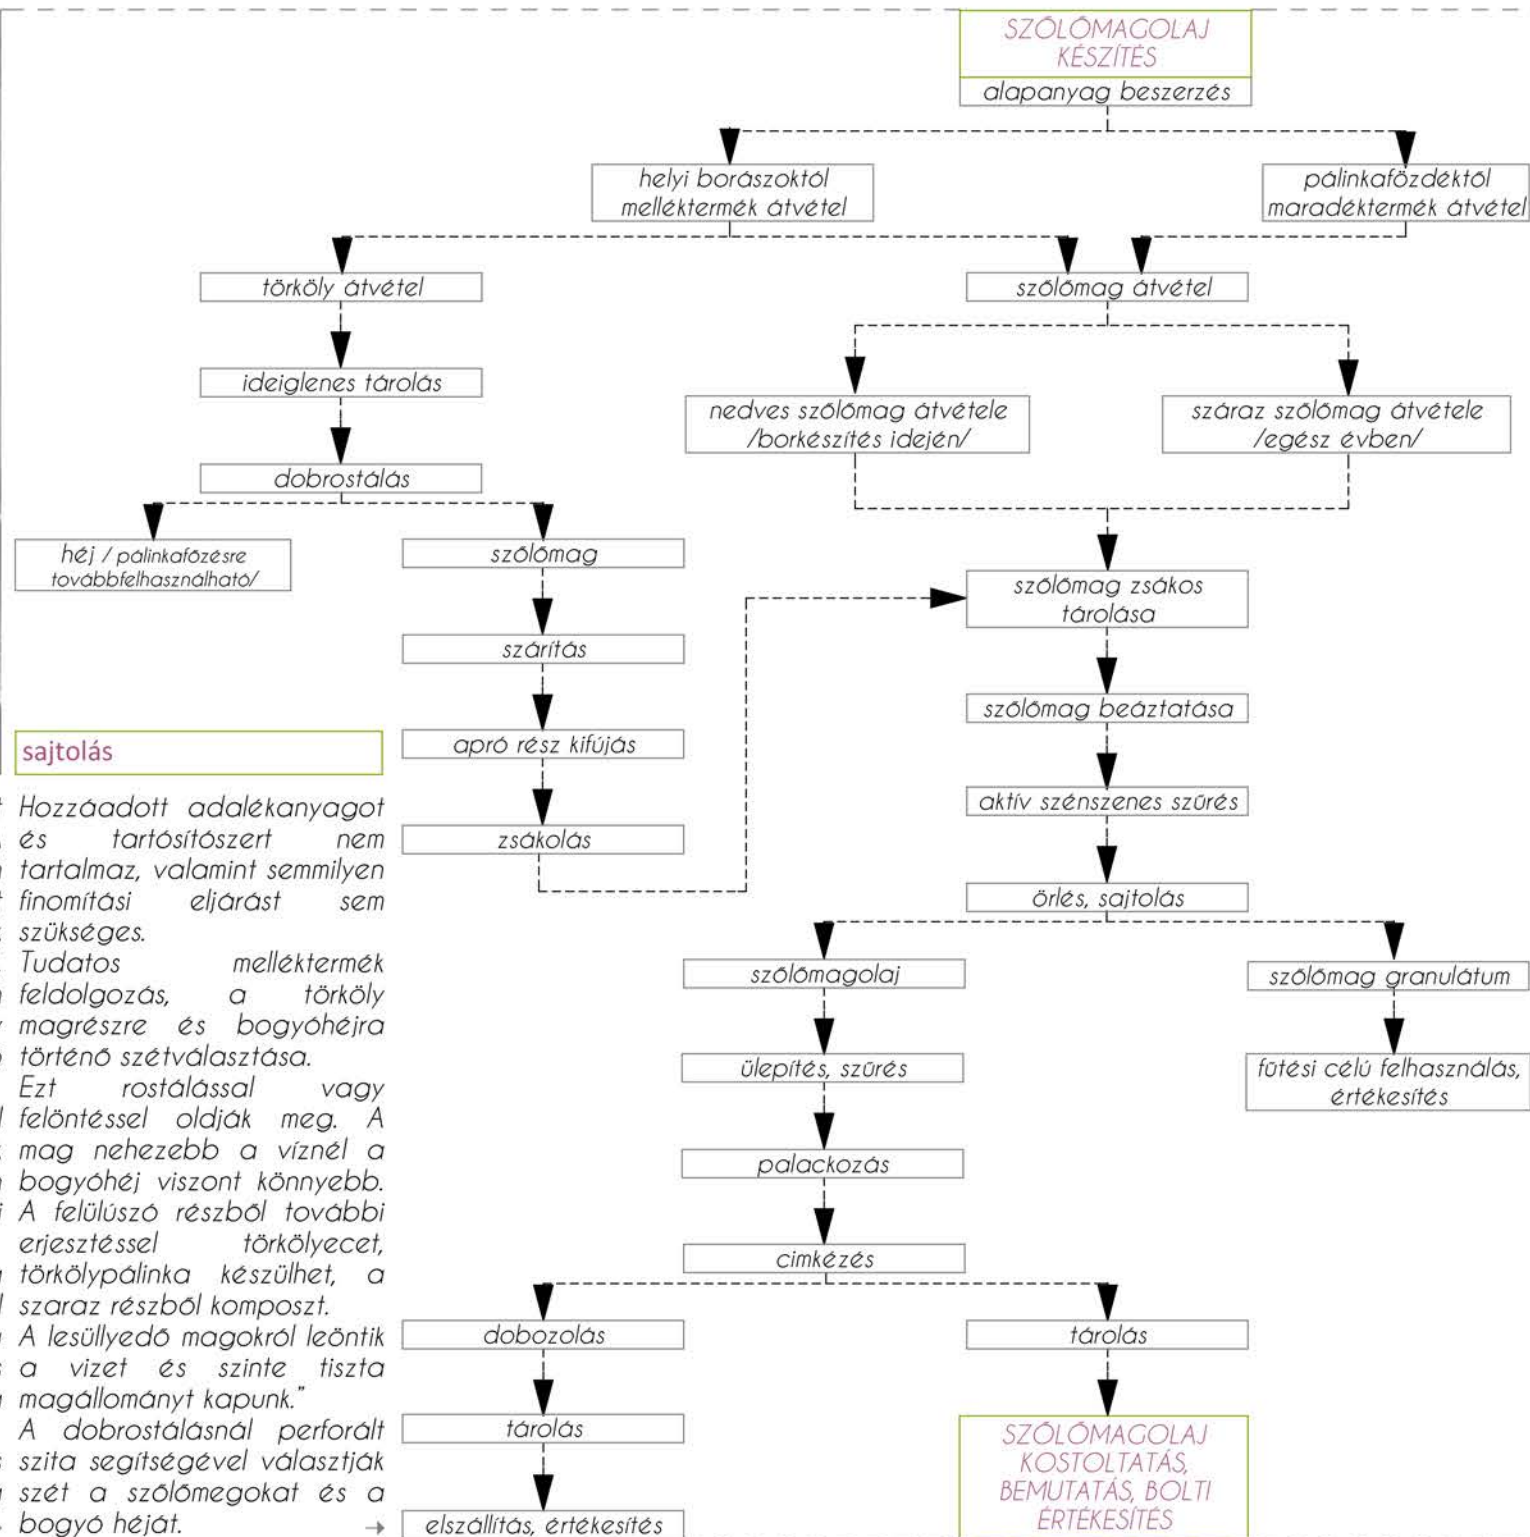 SZŐLŐMAGOLAJ
KÉSZÍTÉS
alapanyag beszerzés
helyi borászoktól
melléktermék átvétel
pálinkafözdéktől
maradéktermék átvétel
törköly átvétel
szőlőmag átvétel
ideiglenes tárolás
nedves szőlőmag átvétele
/borkészítés idején/
száraz szőlőmag átvétele
/egész évben/
dobrostálás
héj / pálinkafőzésre
továbbfelhasználható/
szőlőmag
szőlőmag zsákos
tárolása
szárítás
szőlőmag beáztatása
apró rész kifújás
aktív szénszenes szűrés
zsákolás
őrlés, sajtolás
szőlőmagolaj
szőlőmag granulátum
ülepítés, szűrés
fűtési célú felhasználás,
értékesítés
palackozás
cimkézés
dobozolás
tárolás
tárolás
elszállítás, értékesítés
SZŐLŐMAGOLAJ
KOSTOLTATÁS,
BEMUTATÁS, BOLTI
ÉRTÉKESÍTÉS
sajtolás
Hozzáadott adalékanyagot
és tartósítószert nem
tartalmaz, valamint semmilyen
finomítási eljárást sem
szükséges.
Tudatos melléktermék
feldolgozás, a törköly
magrészre és bogyóhéjra
történő szétválasztása.
Ezt rostálással vagy
felöntéssel oldják meg. A
mag nehezebb a víznél a
bogyóhéj viszont könnyebb.
A felülúszó részből további
erjesztéssel törkölyecet,
törkölypálinka készülhet, a
szaraz részből komposzt.
A lesüllyedő magokról leöntik
a vizet és szinte tiszta
magállományt kapunk."
A dobrostálásnál perforált
szita segítségével választják
szét a szőlőmegokat és a
bogyó héját. →